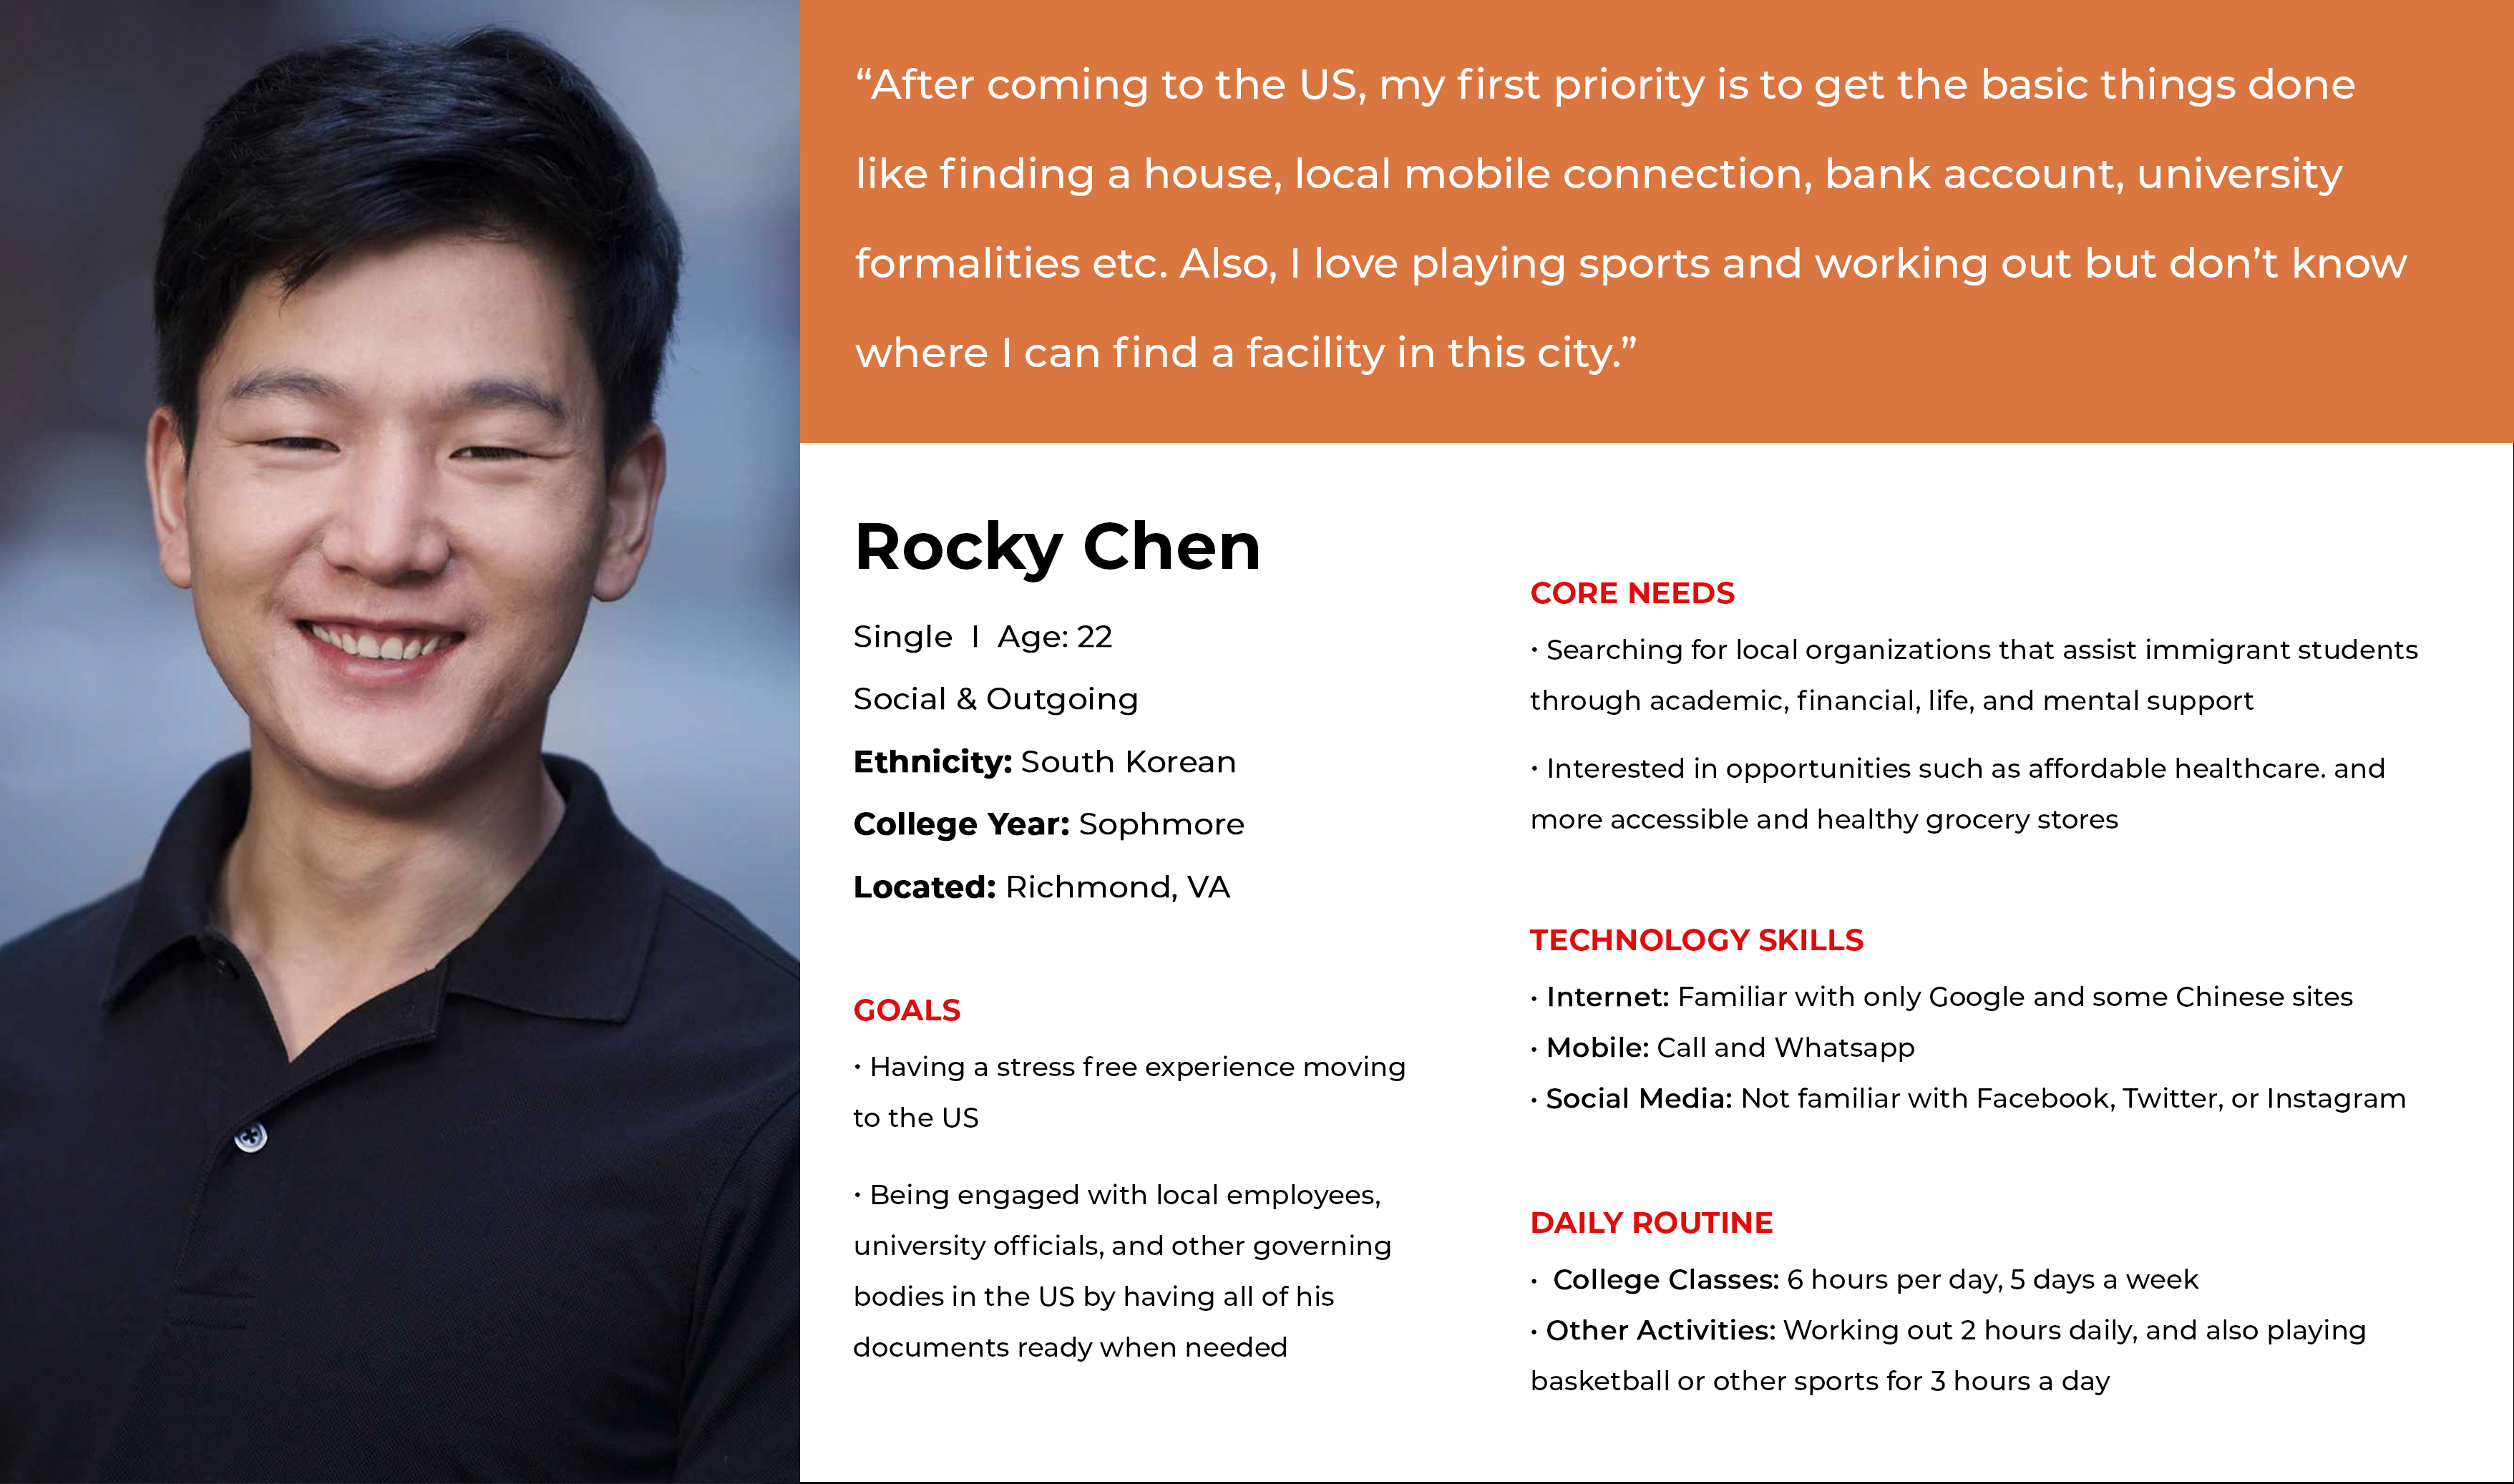 “After coming to the US, my first priority is to get the basic things done
like finding a house, local mobile connection, bank account, university
formalities etc. Also, I love playing sports and working out but don’t know
where I can find a facility in this city.”
Rocky Chen
Single I Age: 22
Social & Outgoing
Ethnicity: South Korean
College Year: Sophmore
Located: Richmond, VA
GOALS
· Having a stress free experience moving
to the US
· Being engaged with local employees,
university officials, and other governing
bodies in the US by having all of his
documents ready when needed
CORE NEEDS
· Searching for local organizations that assist immigrant students
through academic, financial, life, and mental support
· Interested in opportunities such as affordable healthcare. and
more accessible and healthy grocery stores
TECHNOLOGY SKILLS
· Internet: Familiar with only Google and some Chinese sites
· Mobile: Call and Whatsapp
· Social Media: Not familiar with Facebook, Twitter, or Instagram
DAILY ROUTINE
· College Classes: 6 hours per day, 5 days a week
· Other Activities: Working out 2 hours daily, and also playing
basketball or other sports for 3 hours a day